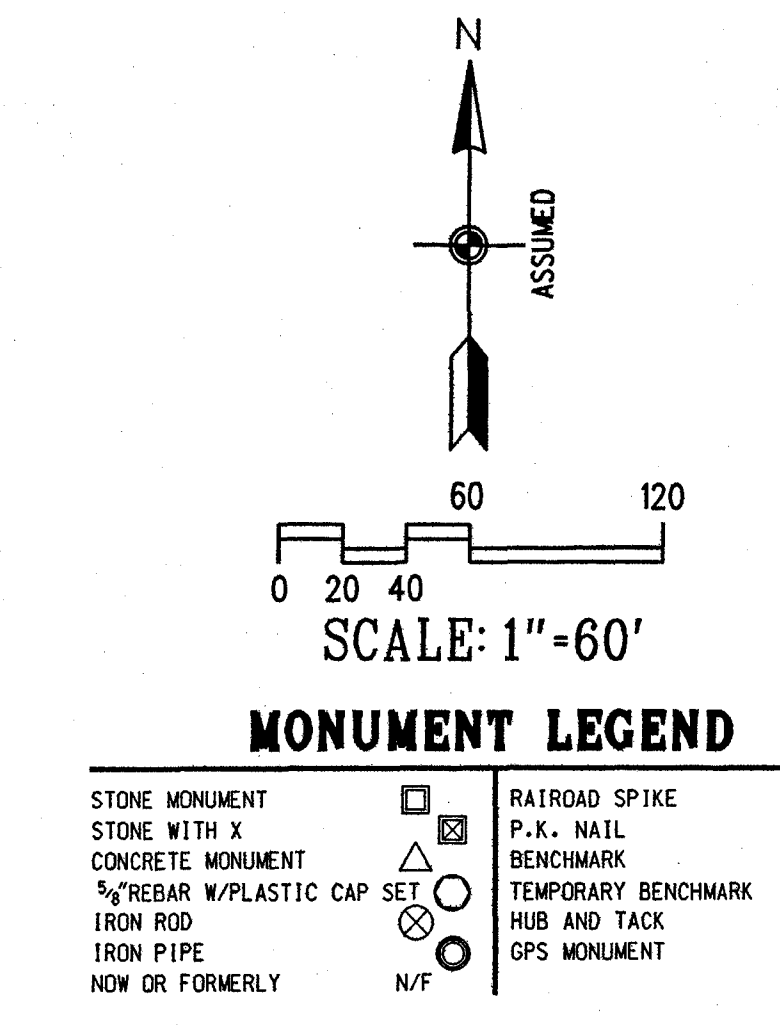 N
ASSUMED
60 120
0 20 40
SCALE: 1"=60'
MONUMENT LEGEND
STONE MONUMENT
STONE WITH X
CONCRETE MONUMENT
5/8"REBAR W/PLASTIC CAP SET
IRON ROD
IRON PIPE
NOW OR FORMERLY N/F
RAIROAD SPIKE
P.K. NAIL
BENCHMARK
TEMPORARY BENCHMARK
HUB AND TACK
GPS MONUMENT